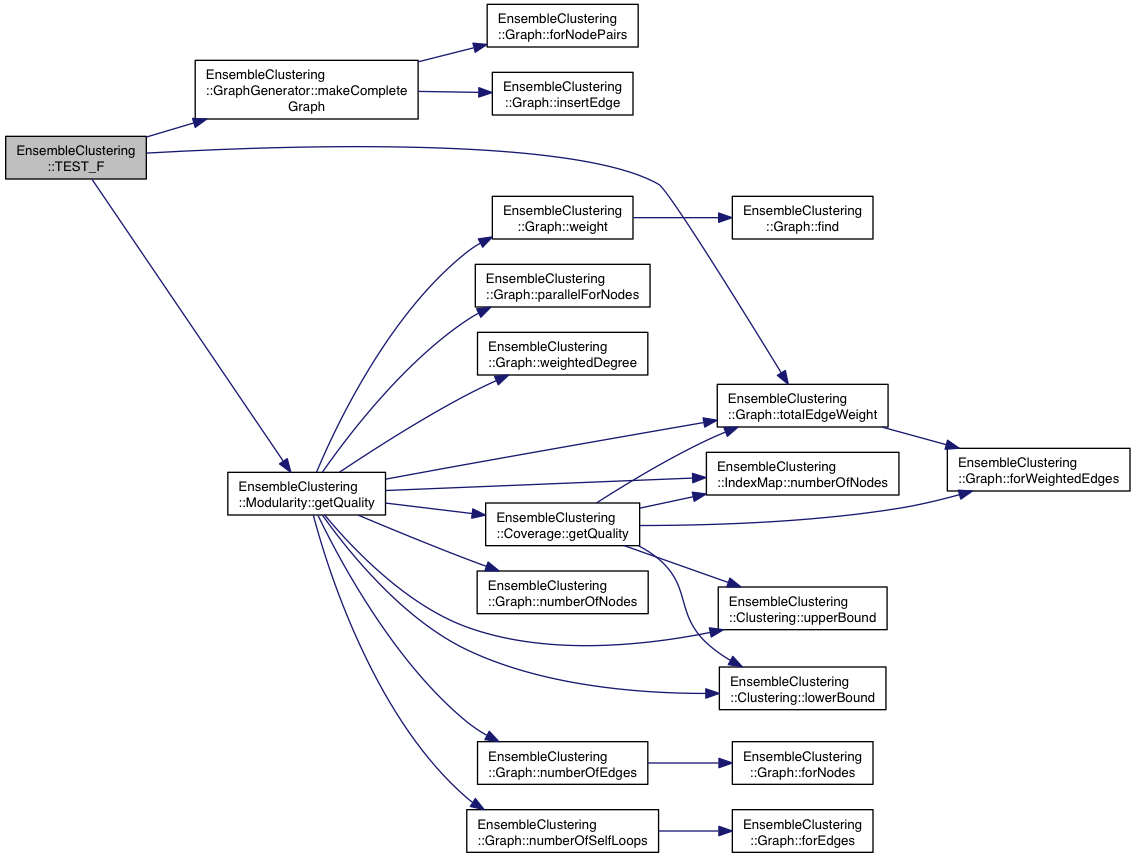 EnsembleClustering
::Graph::forNodePairs
EnsembleClustering
::GraphGenerator::makeComplete
Graph
EnsembleClustering
::Graph::insertEdge
EnsembleClustering
::TEST_F
EnsembleClustering
::Graph::weight
EnsembleClustering
::Graph::find
EnsembleClustering
::Graph::parallelForNodes
EnsembleClustering
::Graph::weightedDegree
EnsembleClustering
::Graph::totalEdgeWeight
EnsembleClustering
::IndexMap::numberOfNodes
EnsembleClustering
::Graph::forWeightedEdges
EnsembleClustering
::Modularity::getQuality
EnsembleClustering
::Coverage::getQuality
EnsembleClustering
::Graph::numberOfNodes
EnsembleClustering
::Clustering::upperBound
EnsembleClustering
::Clustering::lowerBound
EnsembleClustering
::Graph::numberOfEdges
EnsembleClustering
::Graph::forNodes
EnsembleClustering
::Graph::numberOfSelfLoops
EnsembleClustering
::Graph::forEdges